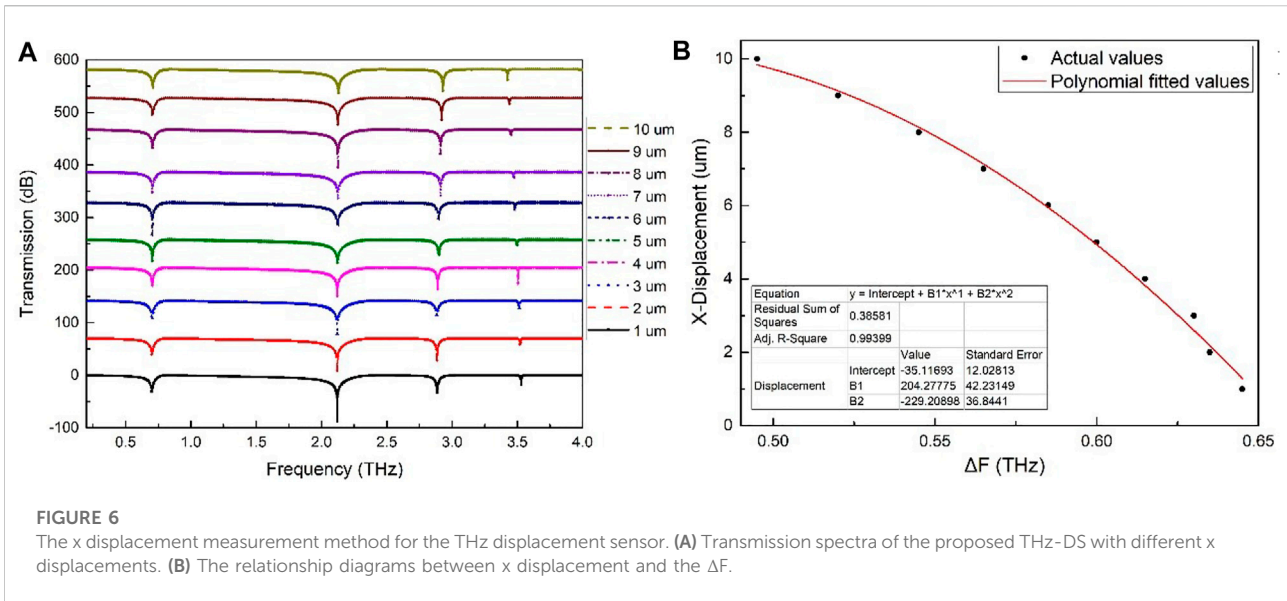 A
600
500
400
300
200
100
0
-100
Transmission (dB)
0.5 1.0 1.5 2.0 2.5 3.0 3.5 4.0
Frequency (THz)
10 um
9 um
8 um
7 um
6 um
5 um
4 um
3 um
2 um
1 um
B
Actual values
Polynomial fitted values
10
8
6
4
2
0
X-Displacement (um)
Equation y = Intercept + B1*x^1 + B2*x^2
Residual Sum of Squares 0.38581
Adj. R-Square 0.99399
Value Standard Error
Displacement Intercept -35.11693 12.02813
B1 204.27775 42.23149
B2 -229.20898 36.8441
0.50 0.55 0.60 0.65
ΔF (THz)
FIGURE 6
The x displacement measurement method for the THz displacement sensor. (A) Transmission spectra of the proposed THz-DS with different x
displacements. (B) The relationship diagrams between x displacement and the ΔF.